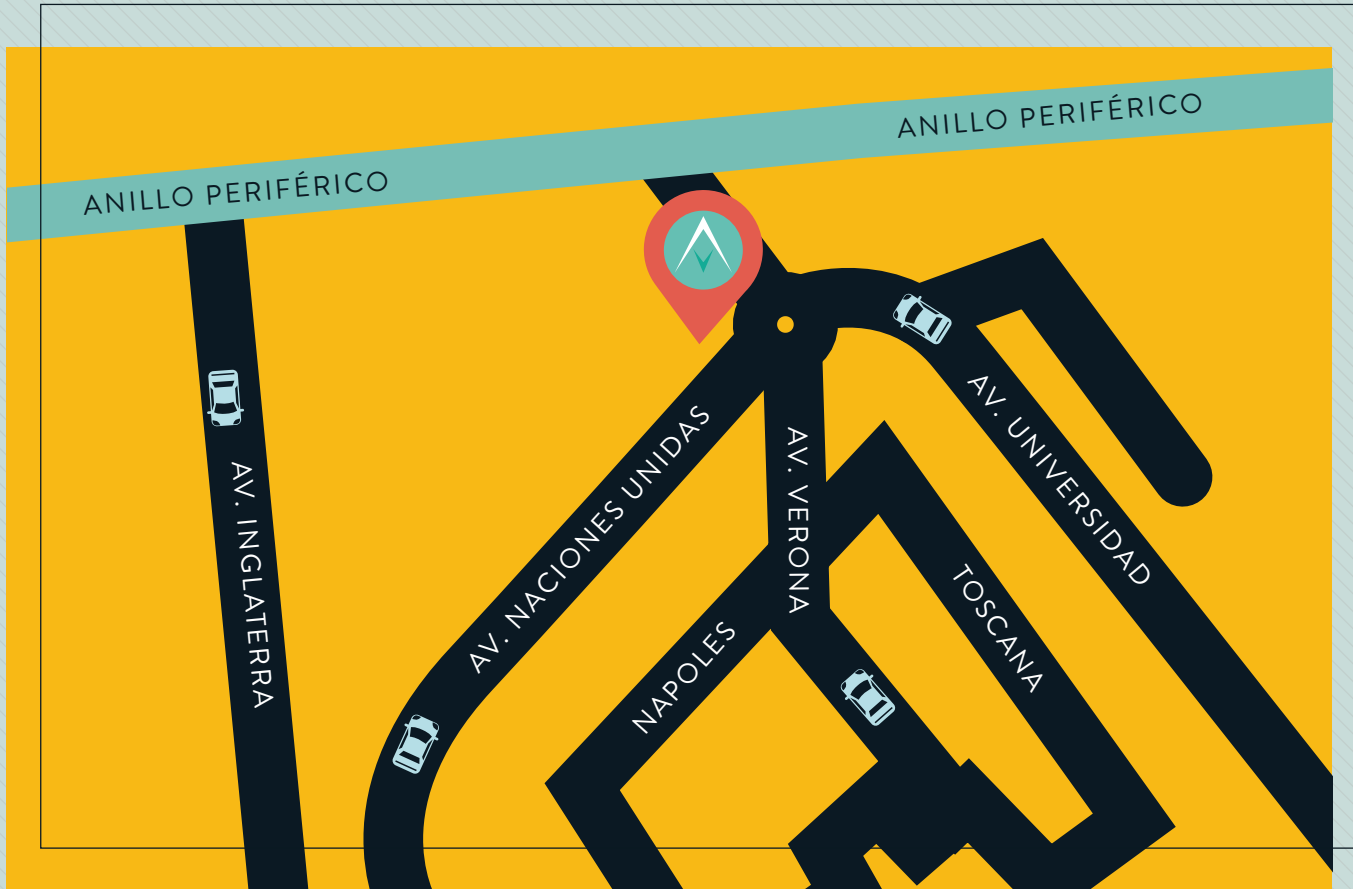 ANILLO PERIFÉRICO
ANILLO PERIFÉRICO
AV. INGLATERRA
AV. NACIONES UNIDAS
AV. VERONA
AV. UNIVERSIDAD
NAPOLES
TOSCANA